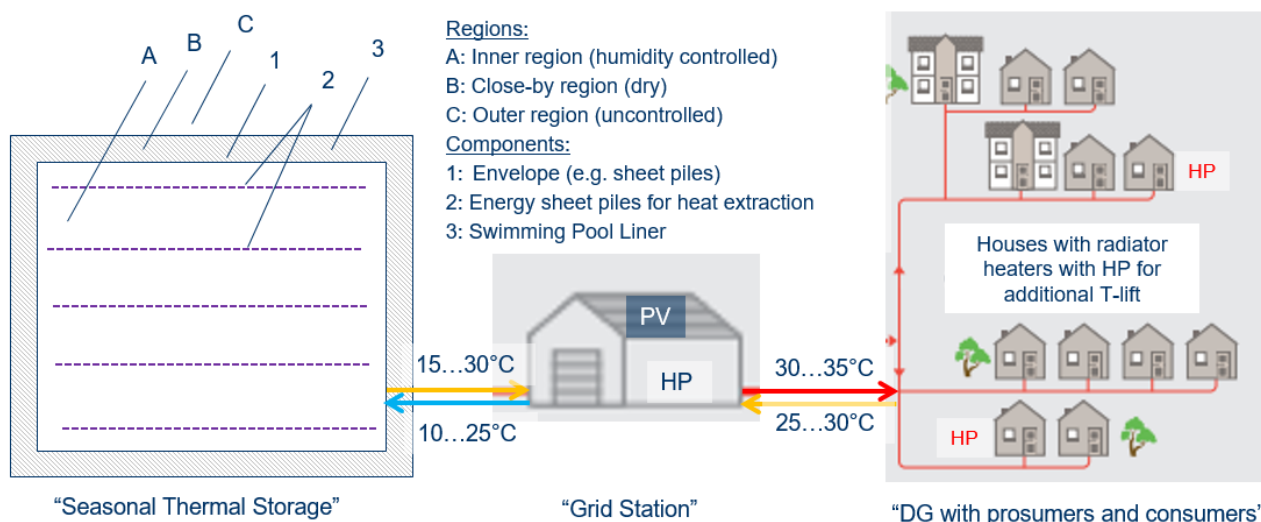 A
B
C
1
2
3
Regions:
A: Inner region (humidity controlled)
B: Close-by region (dry)
C: Outer region (uncontrolled)
Components:
1: Envelope (e.g. sheet piles)
2: Energy sheet piles for heat extraction
3: Swimming Pool Liner
15...30°C
10...25°C
PV
HP
30...35°C
25...30°C
HP
Houses with radiator
heaters with HP for
additional T-lift
HP
"Seasonal Thermal Storage"
"Grid Station"
"DG with prosumers and consumers"